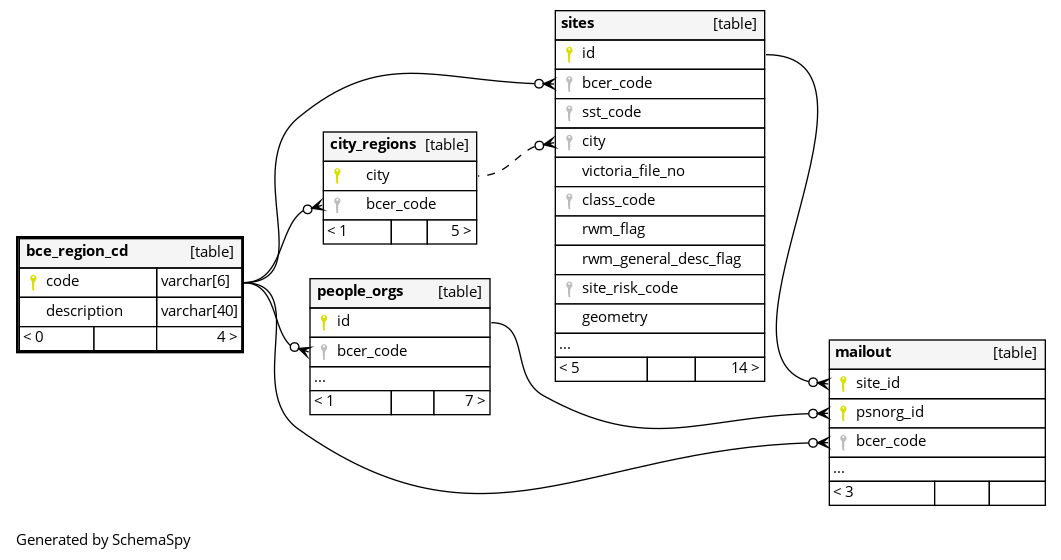 sites [table]
id
bcer_code
sst_code
city
victoria_file_no
class_code
rwm_flag
rwm_general_desc_flag
site_risk_code
geometry
...
< 5 14 >
city_regions [table]
city
bcer_code
< 1 5 >
bce_region_cd [table]
code varchar[6]
description varchar[40]
< 0 4 >
people_orgs [table]
id
bcer_code
...
< 1 7 >
mailout [table]
site_id
psnorg_id
bcer_code
...
< 3
Generated by SchemaSpy